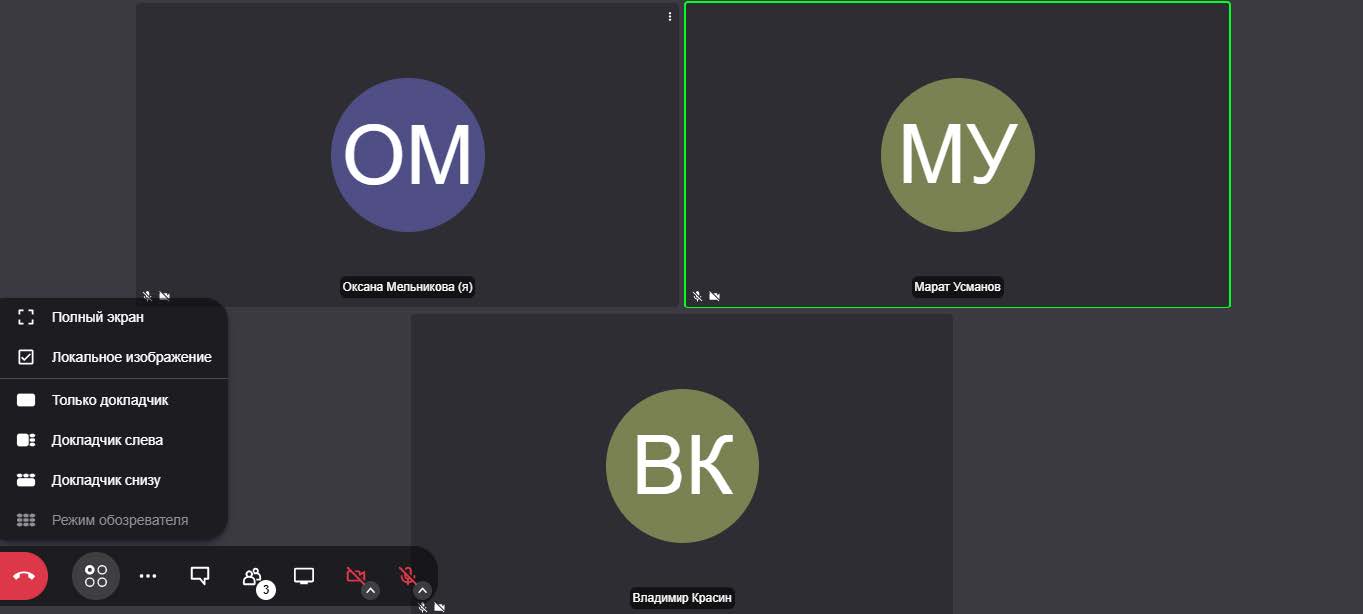 ОМ
МУ
Оксана Мельникова (я)
Марат Усманов
Полный экран
Локальное изображение
Только докладчик
Докладчик слева
Докладчик снизу
Режим обозревателя
ВК
Владимир Красин
3